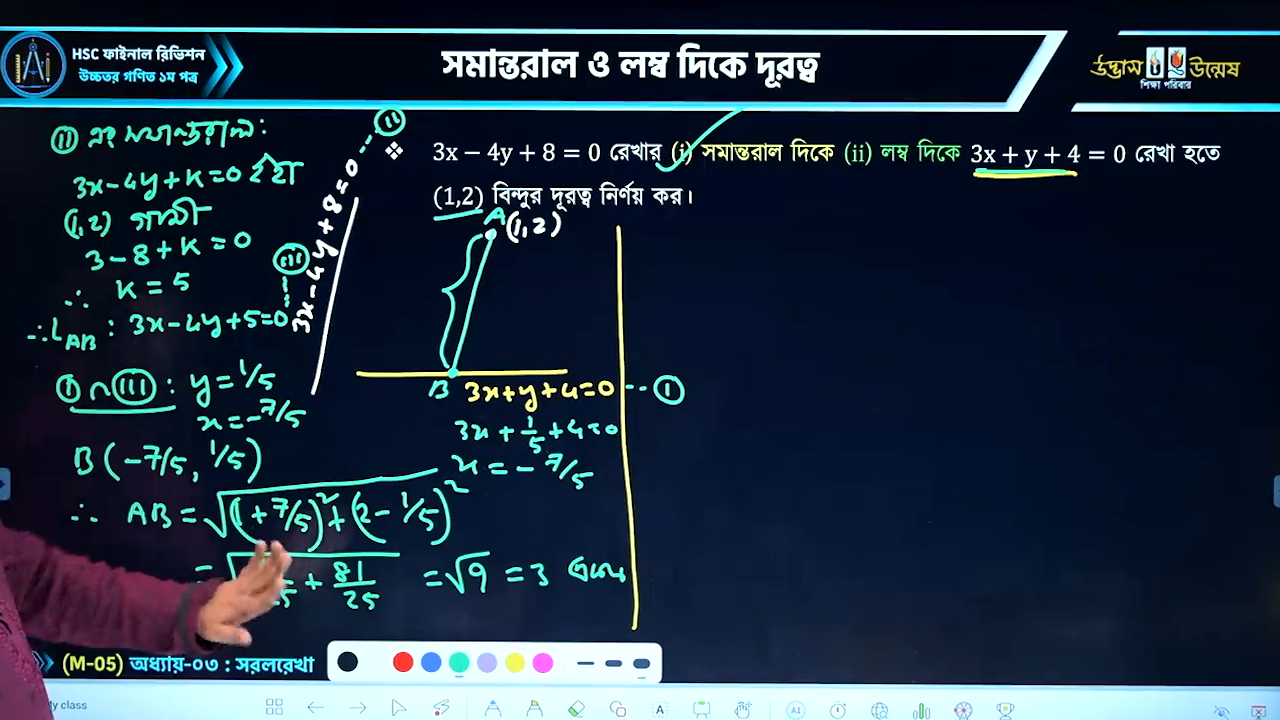 HSC ফাইনাল রিভিশন
উচ্চতর গণিত ১ম পত্র
সমান্তরাল ও লম্ব দিকে দূরত্ব
উদ্ভাস উন্মেষ
শিক্ষা পরিবার
❖ 3x − 4y + 8 = 0 রেখার (i) সমান্তরাল দিকে (ii) লম্ব দিকে 3x + y + 4 = 0 রেখা হতে
(1,2) বিন্দুর দূরত্ব নির্ণয় কর।
(ii) এর সমান্তরাল:
3x-4y+k=0
(1,2) গামী
3-8+k=0
∴ k=5
∴ L_AB : 3x-4y+5=0 ---- (iii)
(i) ∩ (iii) : y=1/5
x=-7/5
B(-7/5, 1/5)
∴ AB = √(1+7/5)²+(2-1/5)²
= + 81/25 = √9 = 3 একক
3x-4y+8=0 ---- (ii)
A (1,2)
B 3x+y+4=0 --- (i)
3x+1/5+4=0
x=-7/5
(M-05) অধ্যায়-০৩ : সরলরেখা
y class
A
AI